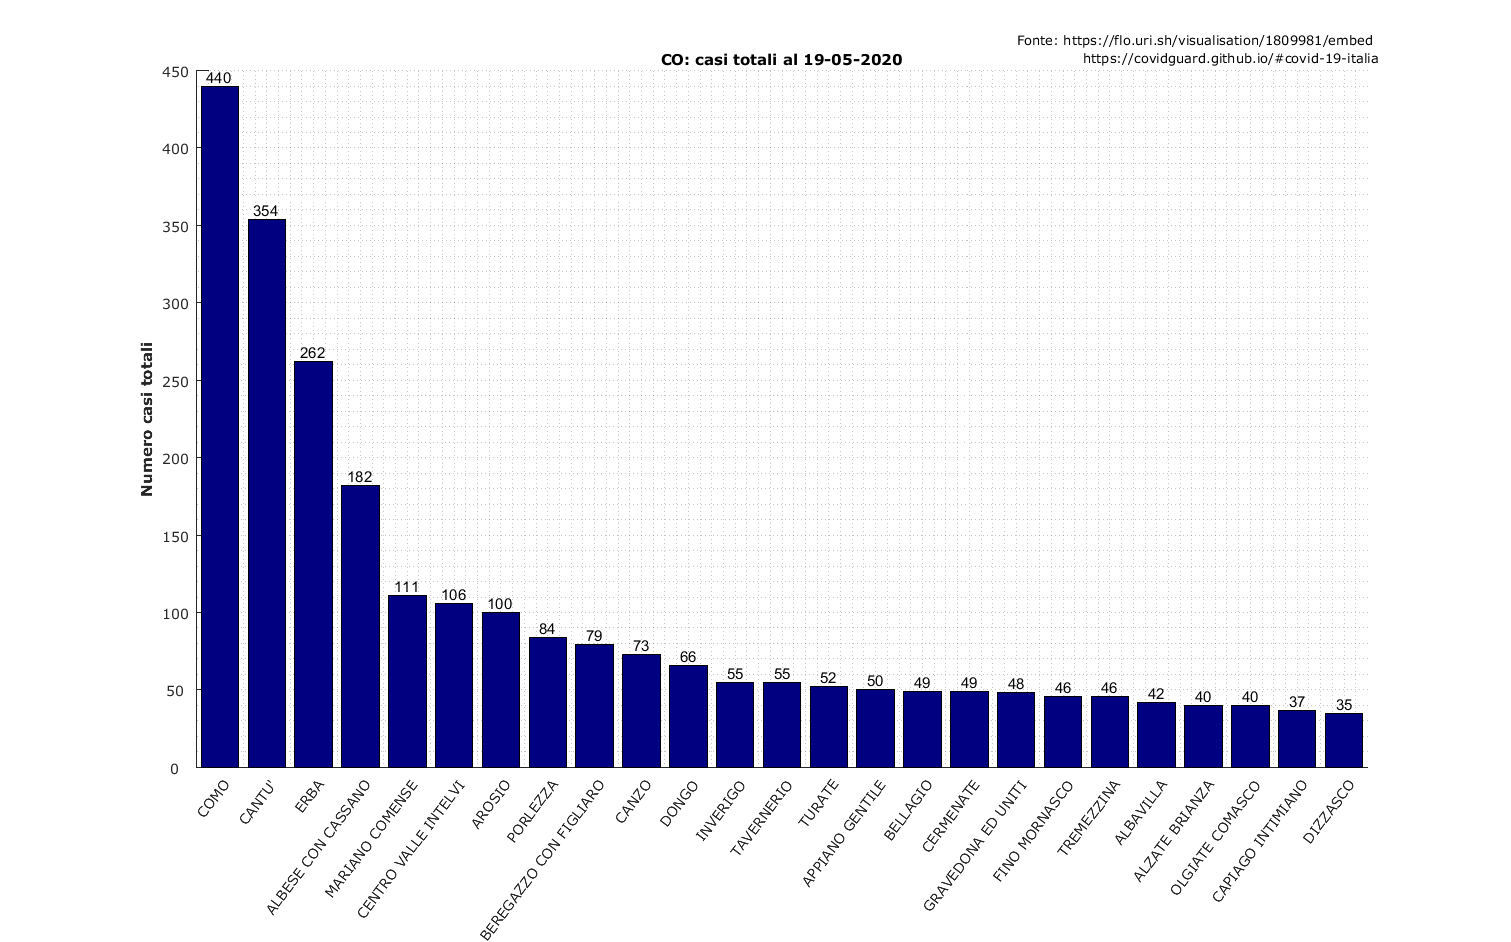 Fonte: https://flo.uri.sh/visualisation/1809981/embed
https://covidguard.github.io/#covid-19-italia
CO: casi totali al 19-05-2020
Numero casi totali
450
400
350
300
250
200
150
100
50
0
440
354
262
182
111
106
100
84
79
73
66
55
55
52
50
49
49
48
46
46
42
40
40
37
35
COMO
CANTU'
ERBA
ALBESE CON CASSANO
MARIANO COMENSE
CENTRO VALLE INTELVI
AROSIO
PORLEZZA
BEREGAZZO CON FIGLIARO
CANZO
DONGO
INVERIGO
TAVERNERIO
TURATE
APPIANO GENTILE
BELLAGIO
CERMENATE
GRAVEDONA ED UNITI
FINO MORNASCO
TREMEZZINA
ALBAVILLA
ALZATE BRIANZA
OLGIATE COMASCO
CAPIAGO INTIMIANO
DIZZASCO